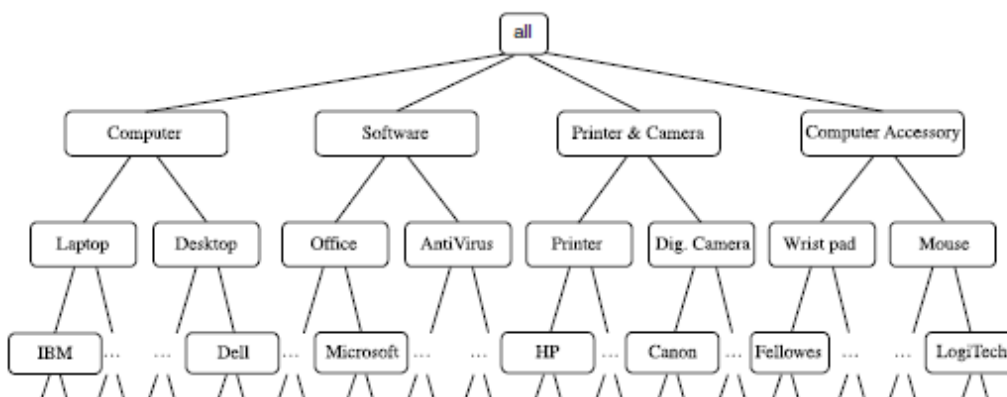 all
Computer
Software
Printer & Camera
Computer Accessory
Laptop
Desktop
Office
AntiVirus
Printer
Dig. Camera
Wrist pad
Mouse
IBM
...
...
Dell
...
Microsoft
...
...
HP
...
Canon
...
Fellowes
...
...
LogiTech